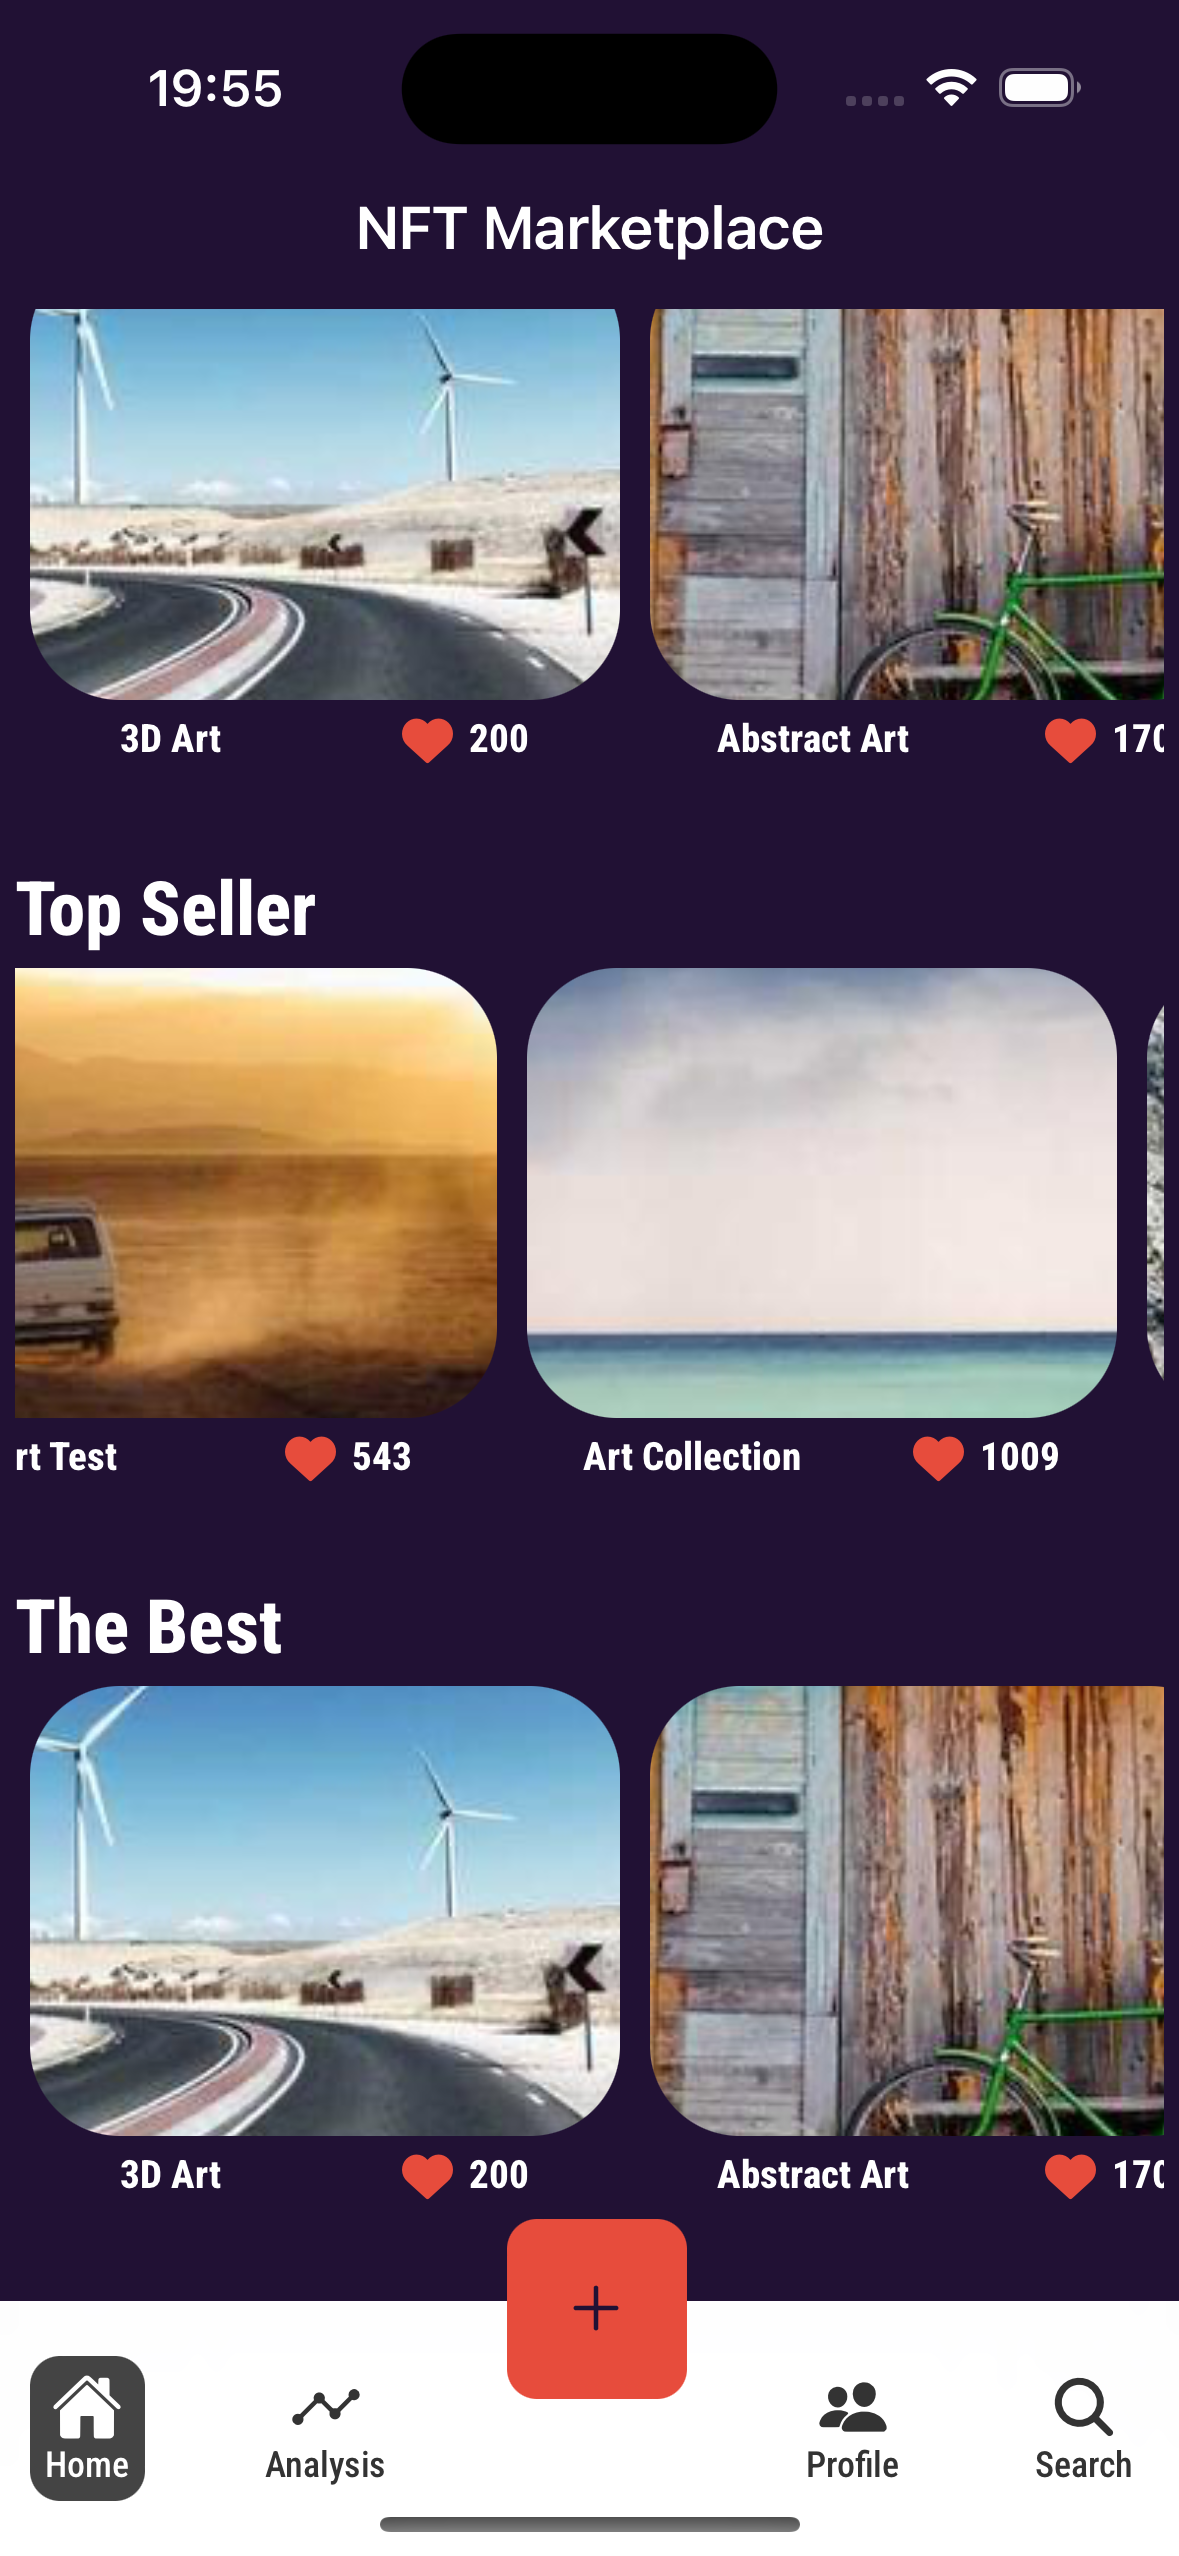 19:55
NFT Marketplace
3D Art 200 Abstract Art 170
Top Seller
rt Test 543 Art Collection 1009
The Best
3D Art 200 Abstract Art 170
Home Analysis Profile Search